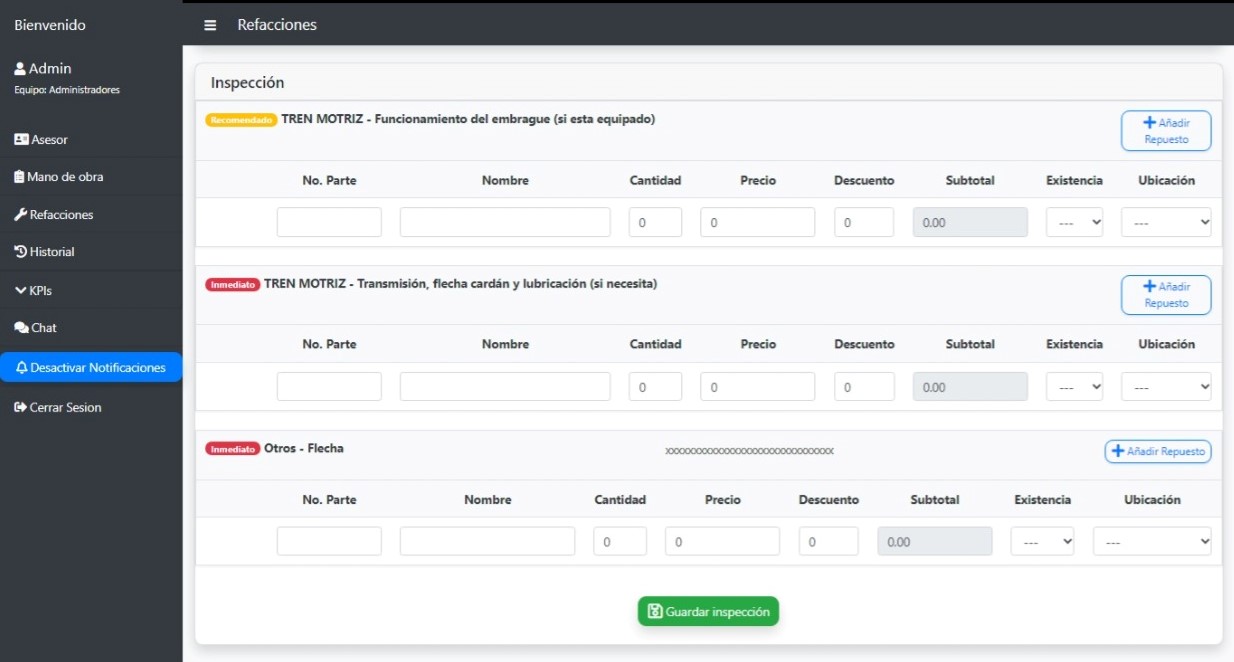 Bienvenido
Refacciones
Admin
Equipo: Administradores
Asesor
Mano de obra
Refacciones
Historial
KPIs
Chat
Desactivar Notificaciones
Cerrar Sesion
Inspección
Recomendado TREN MOTRIZ - Funcionamiento del embrague (si esta equipado)
Añadir
Repuesto
No. Parte Nombre Cantidad Precio Descuento Subtotal Existencia Ubicación
0 0 0 0.00 --- ---
Inmediato TREN MOTRIZ - Transmisión, flecha cardán y lubricación (si necesita)
Añadir
Repuesto
No. Parte Nombre Cantidad Precio Descuento Subtotal Existencia Ubicación
0 0 0 0.00 --- ---
Inmediato Otros - Flecha
Añadir Repuesto
No. Parte Nombre Cantidad Precio Descuento Subtotal Existencia Ubicación
0 0 0 0.00 --- ---
Guardar inspección